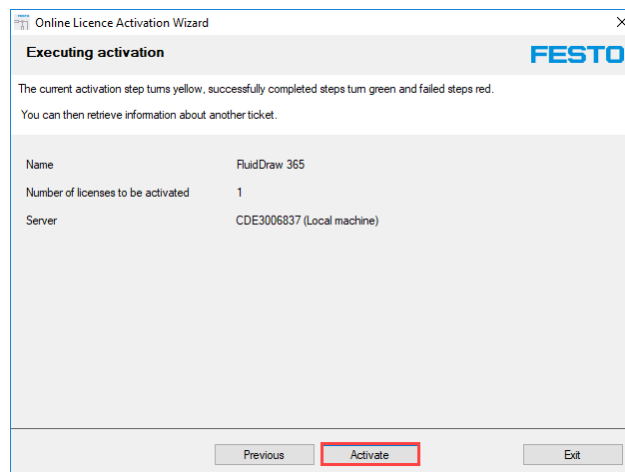 Online Licence Activation Wizard
Executing activation
FESTO
The current activation step turns yellow, successfully completed steps turn green and failed steps red.
You can then retrieve information about another ticket.
Name FluidDraw 365
Number of licenses to be activated 1
Server CDE3006837 (Local machine)
Previous Activate Exit